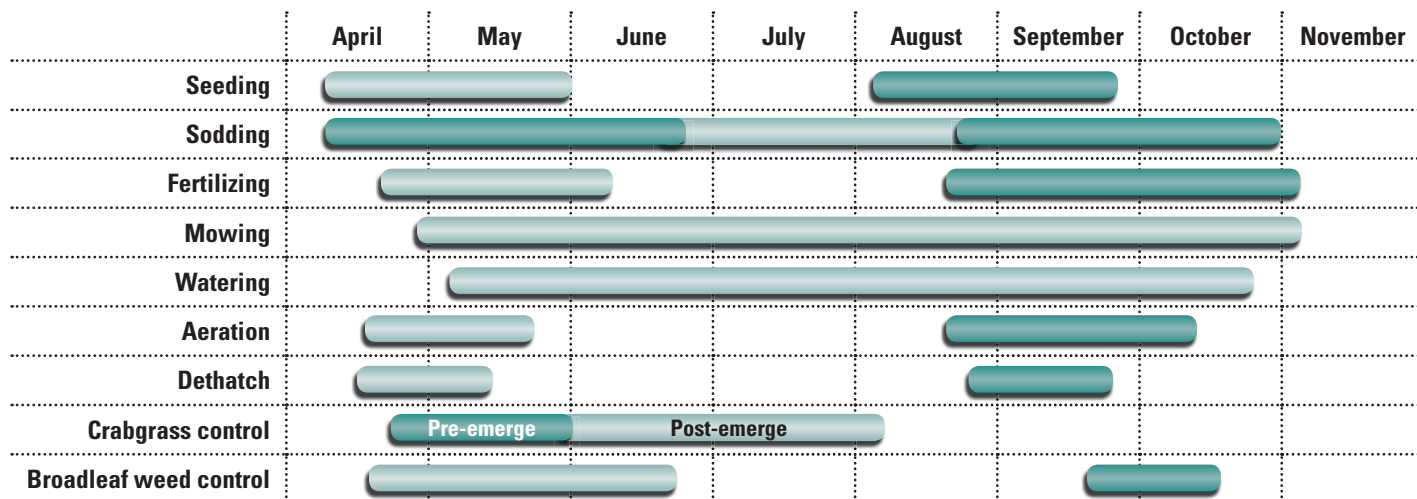 April May June July August September October November
Seeding
Sodding
Fertilizing
Mowing
Watering
Aeration
Dethatch
Crabgrass control Pre-emerge Post-emerge
Broadleaf weed control